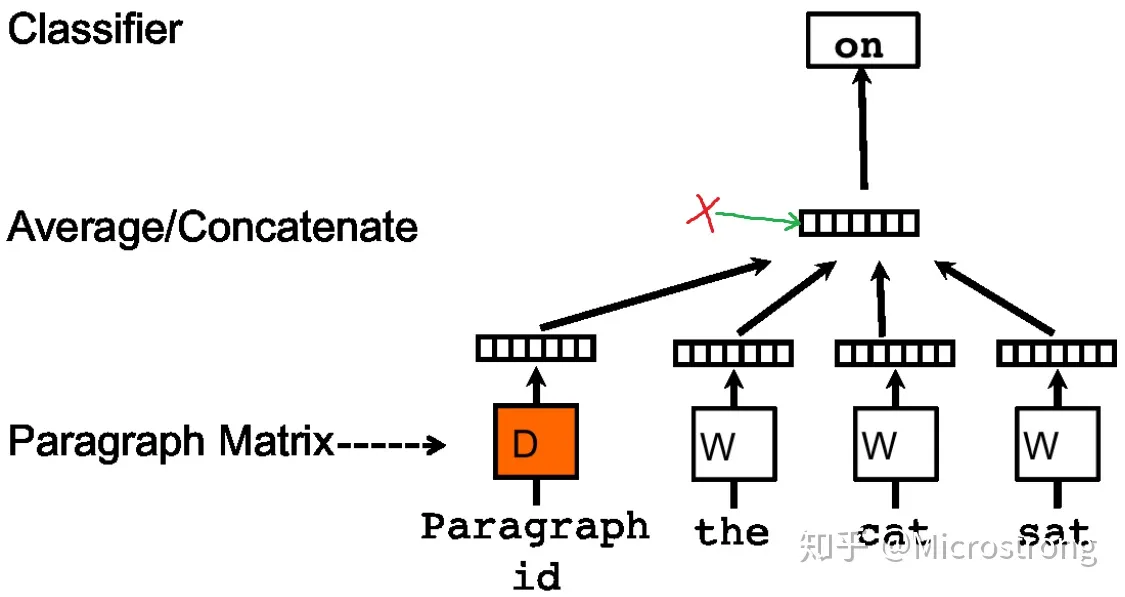 Classifier
on
X
Average/Concatenate
Paragraph Matrix
D
W
W
W
Paragraph
id
the
cat
sat
知乎 @Microstrong